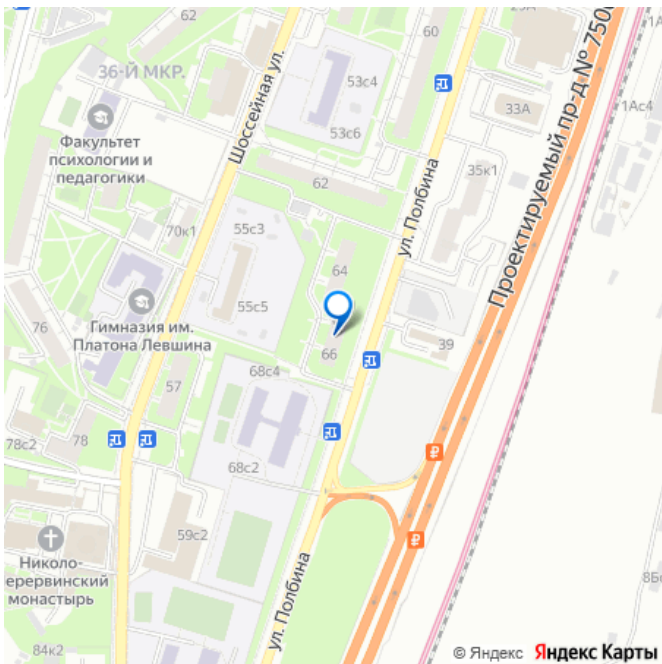 62
60
29А
1А
Проектируемый пр-д № 750
36-Й МКР.
Шоссейная ул.
53с4
33А
1Ас4
Факультет
психологии и
педагогики
53с6
62
35к1
ул. Полбина
70к1
55с3
64
55с5
Гимназия им.
Платона Левшина
76
66
39
68с4
57
78с2
78
68с2
59с2
Николо-
ерервинский
монастырь
ул. Полбина
84к2
8Бс
© Яндекс Яндекс Карты